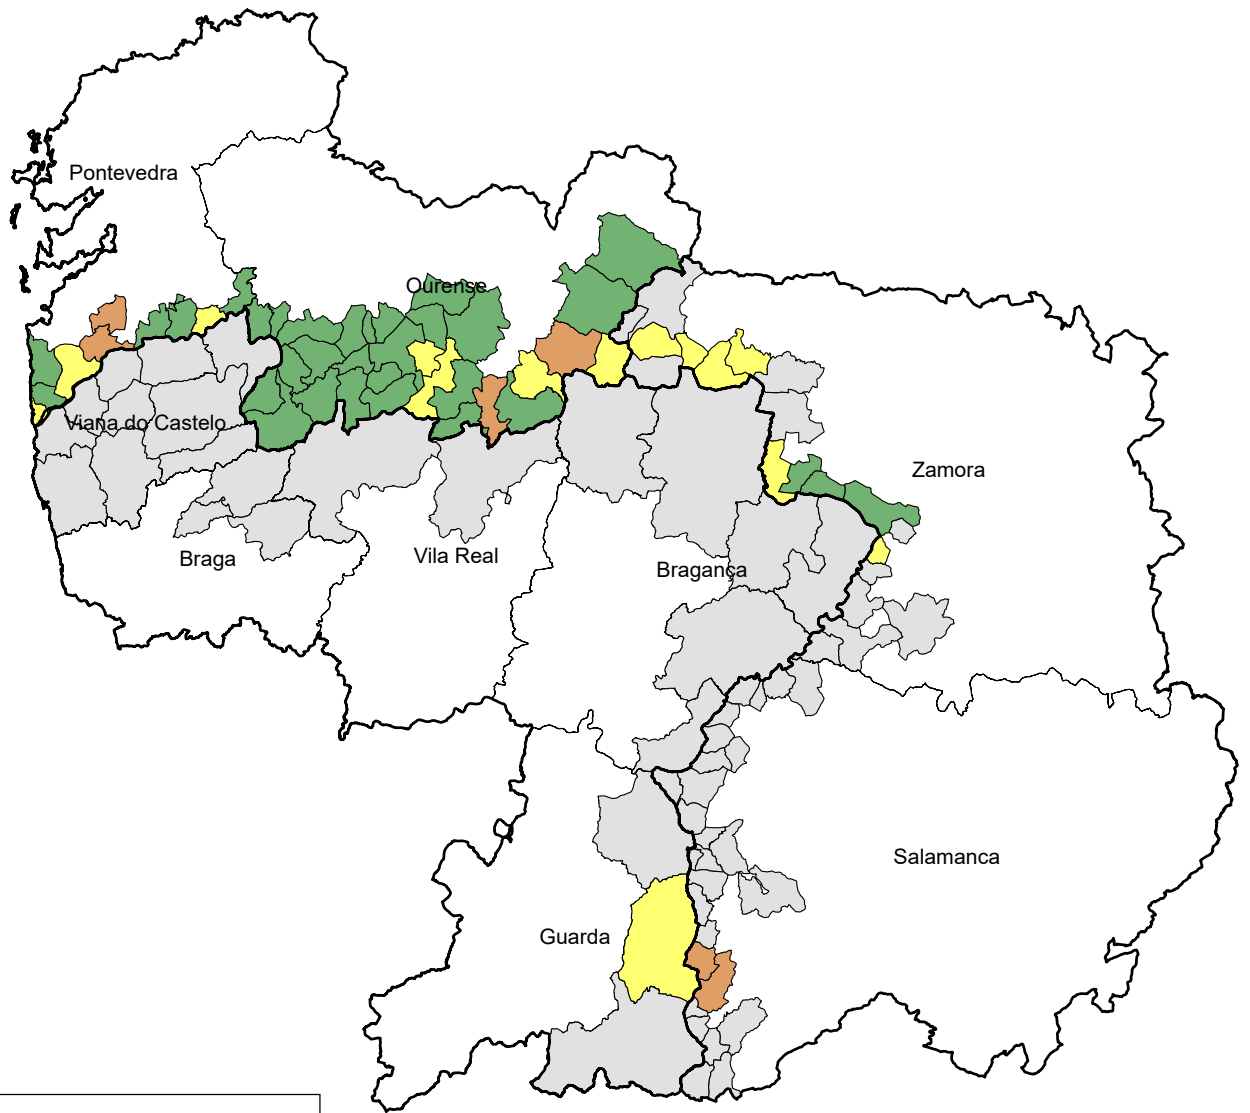 Pontevedra
Ourense
Viana do Castelo
Zamora
Braga
Vila Real
Bragança
Salamanca
Guarda